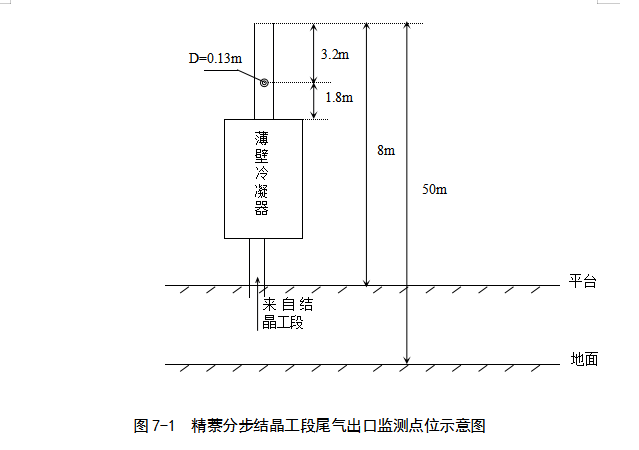 D=0.13m
3.2m
1.8m
薄壁冷凝器
8m
50m
平台
来自结
晶工段
地面
图 7-1 精萘分步结晶工段尾气出口监测点位示意图